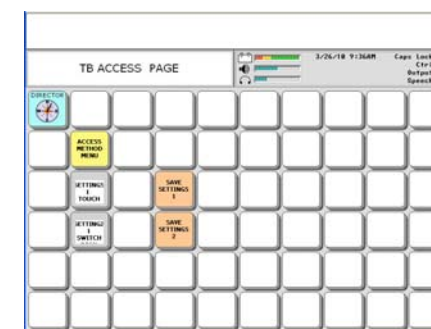 TB ACCESS PAGE
3/26/10 9:36AM
Caps Lock
Ctrl
Output
Speech
DIRECTOR
ACCESS
METHOD
MENU
SETTINGS
1
TOUCH
SAVE
SETTINGS
1
SETTINGS
1
SWITCH
SAVE
SETTINGS
2